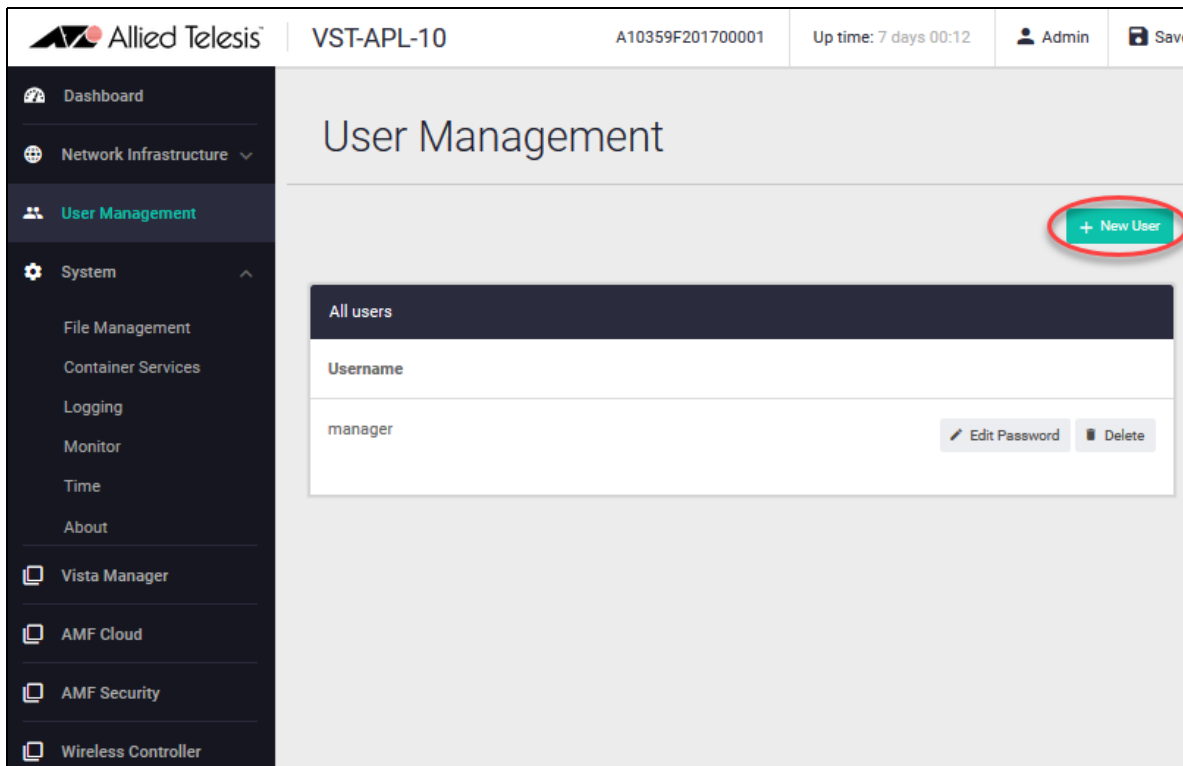 Allied Telesis
VST-APL-10
A10359F201700001
Up time: 7 days 00:12
Admin
Save
Dashboard
Network Infrastructure
User Management
System
File Management
Container Services
Logging
Monitor
Time
About
Vista Manager
AMF Cloud
AMF Security
Wireless Controller
User Management
+ New User
All users
Username
manager
Edit Password
Delete